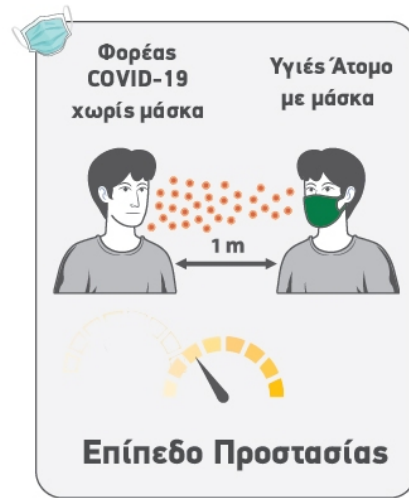 Φορέας
COVID-19
χωρίς μάσκα
Υγιές Άτομο
με μάσκα
1 m
Επίπεδο Προστασίας